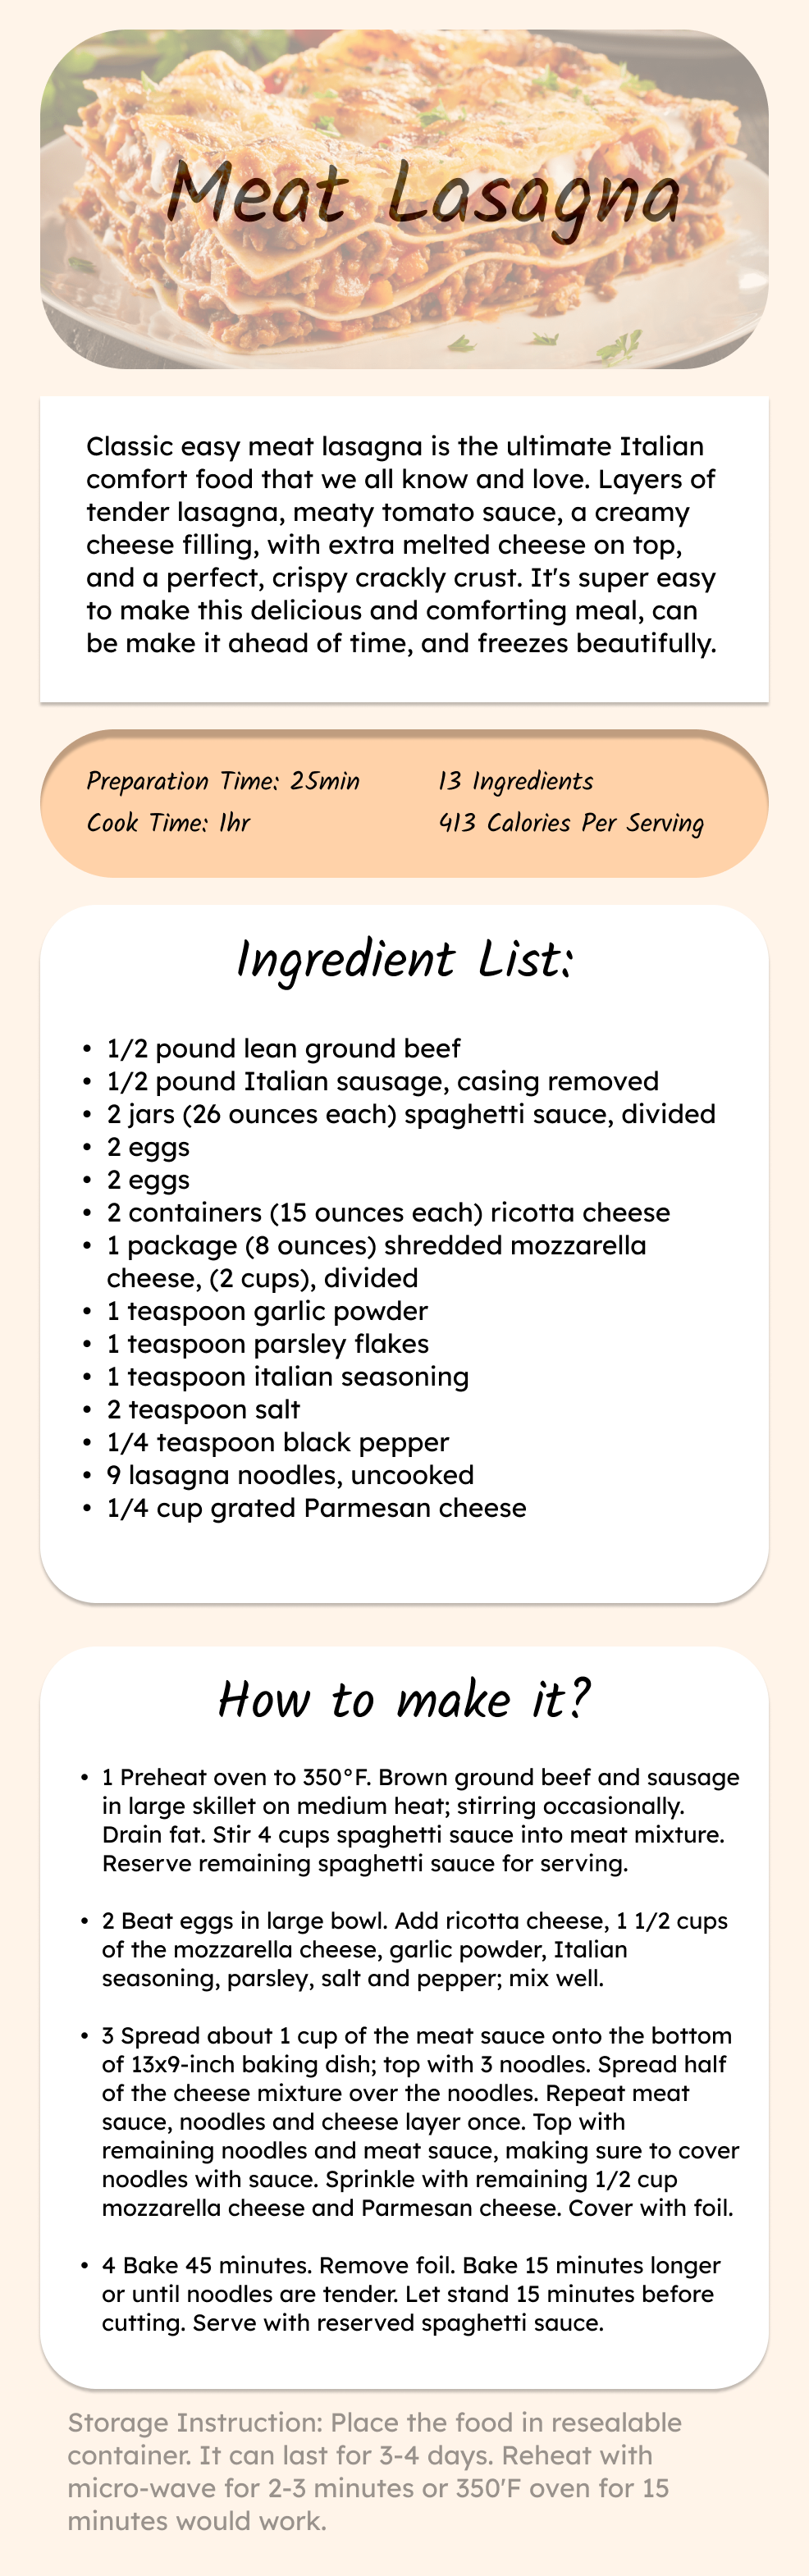 Meat Lasagna
Classic easy meat lasagna is the ultimate Italian
comfort food that we all know and love. Layers of
tender lasagna, meaty tomato sauce, a creamy
cheese filling, with extra melted cheese on top,
and a perfect, crispy crackly crust. It's super easy
to make this delicious and comforting meal, can
be make it ahead of time, and freezes beautifully.
Preparation Time: 25min
Cook Time: 1hr
13 Ingredients
413 Calories Per Serving
Ingredient List:
• 1/2 pound lean ground beef
• 1/2 pound Italian sausage, casing removed
• 2 jars (26 ounces each) spaghetti sauce, divided
• 2 eggs
• 2 eggs
• 2 containers (15 ounces each) ricotta cheese
• 1 package (8 ounces) shredded mozzarella
cheese, (2 cups), divided
• 1 teaspoon garlic powder
• 1 teaspoon parsley flakes
• 1 teaspoon italian seasoning
• 2 teaspoon salt
• 1/4 teaspoon black pepper
• 9 lasagna noodles, uncooked
• 1/4 cup grated Parmesan cheese
How to make it?
• 1 Preheat oven to 350°F. Brown ground beef and sausage
in large skillet on medium heat; stirring occasionally.
Drain fat. Stir 4 cups spaghetti sauce into meat mixture.
Reserve remaining spaghetti sauce for serving.
• 2 Beat eggs in large bowl. Add ricotta cheese, 1 1/2 cups
of the mozzarella cheese, garlic powder, Italian
seasoning, parsley, salt and pepper; mix well.
• 3 Spread about 1 cup of the meat sauce onto the bottom
of 13x9-inch baking dish; top with 3 noodles. Spread half
of the cheese mixture over the noodles. Repeat meat
sauce, noodles and cheese layer once. Top with
remaining noodles and meat sauce, making sure to cover
noodles with sauce. Sprinkle with remaining 1/2 cup
mozzarella cheese and Parmesan cheese. Cover with foil.
• 4 Bake 45 minutes. Remove foil. Bake 15 minutes longer
or until noodles are tender. Let stand 15 minutes before
cutting. Serve with reserved spaghetti sauce.
Storage Instruction: Place the food in resealable
container. It can last for 3-4 days. Reheat with
micro-wave for 2-3 minutes or 350'F oven for 15
minutes would work.